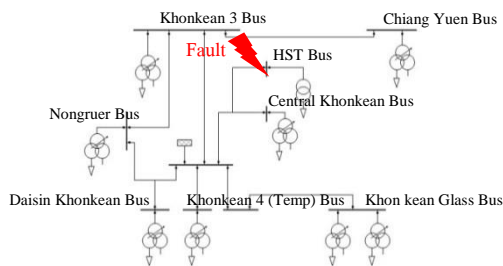 Khonkean 3 Bus
Chiang Yuen Bus
Fault
HST Bus
Central Khonkean Bus
Nongruer Bus
Daisin Khonkean Bus
Khonkean 4 (Temp) Bus
Khon kean Glass Bus